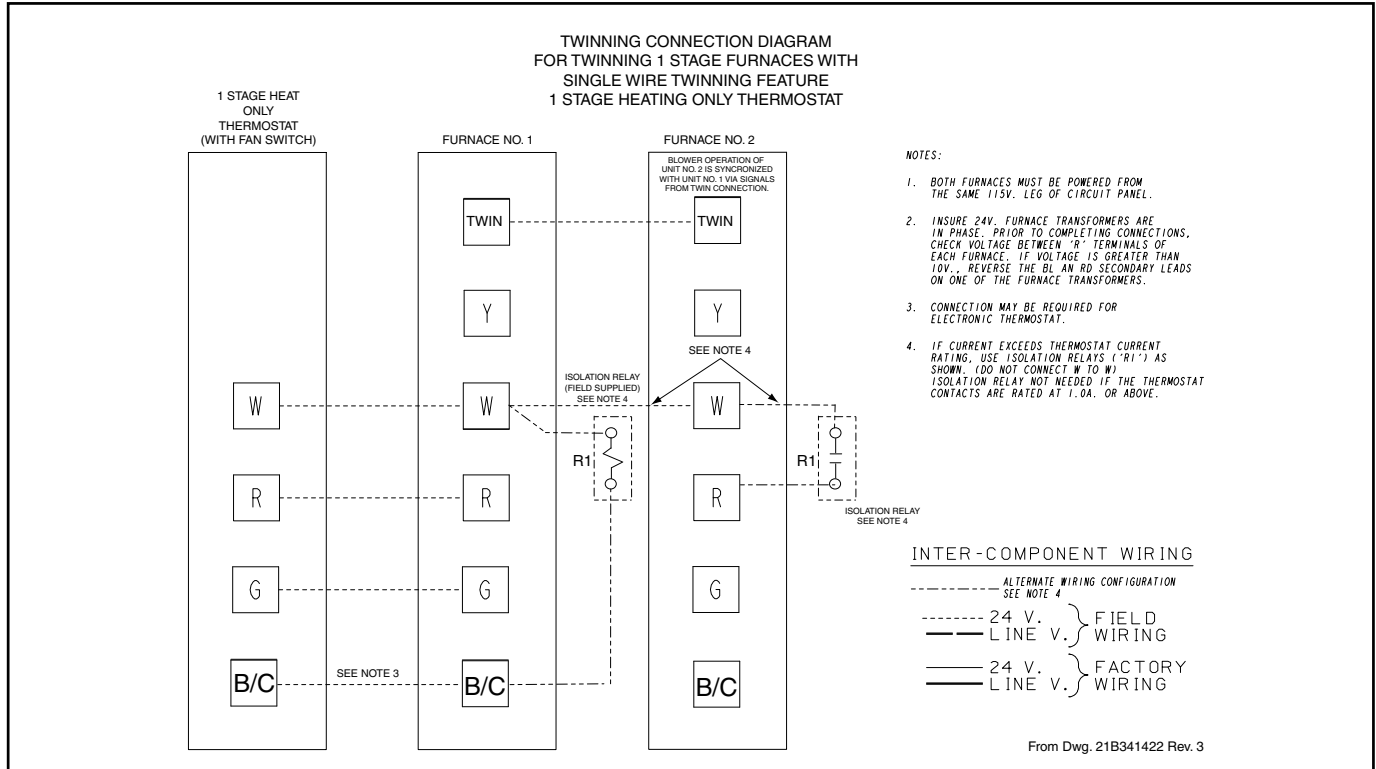 TWINNING CONNECTION DIAGRAM
FOR TWINNING 1 STAGE FURNACES WITH
SINGLE WIRE TWINNING FEATURE
1 STAGE HEATING ONLY THERMOSTAT
1 STAGE HEAT
ONLY
THERMOSTAT
(WITH FAN SWITCH)
W
R
G
B/C
SEE NOTE 3
FURNACE NO. 1
TWIN
Y
W
R
G
B/C
ISOLATION RELAY
(FIELD SUPPLIED)
SEE NOTE 4
R1
FURNACE NO. 2
BLOWER OPERATION OF
UNIT NO. 2 IS SYNCRONIZED
WITH UNIT NO. 1 VIA SIGNALS
FROM TWIN CONNECTION.
TWIN
Y
SEE NOTE 4
W
R
G
B/C
R1
ISOLATION RELAY
SEE NOTE 4
NOTES:
1. BOTH FURNACES MUST BE POWERED FROM
THE SAME 115V. LEG OF CIRCUIT PANEL.
2. INSURE 24V. FURNACE TRANSFORMERS ARE
IN PHASE. PRIOR TO COMPLETING CONNECTIONS,
CHECK VOLTAGE BETWEEN 'R' TERMINALS OF
EACH FURNACE. IF VOLTAGE IS GREATER THAN
10V., REVERSE THE BL AN RD SECONDARY LEADS
ON ONE OF THE FURNACE TRANSFORMERS.
3. CONNECTION MAY BE REQUIRED FOR
ELECTRONIC THERMOSTAT.
4. IF CURRENT EXCEEDS THERMOSTAT CURRENT
RATING, USE ISOLATION RELAYS ('R1') AS
SHOWN. (DO NOT CONNECT W TO W)
ISOLATION RELAY NOT NEEDED IF THE THERMOSTAT
CONTACTS ARE RATED AT 1.0A. OR ABOVE.
INTER-COMPONENT WIRING
ALTERNATE WIRING CONFIGURATION
SEE NOTE 4
24 V. FIELD
LINE V. WIRING
24 V. FACTORY
LINE V. WIRING
From Dwg. 21B341422 Rev. 3